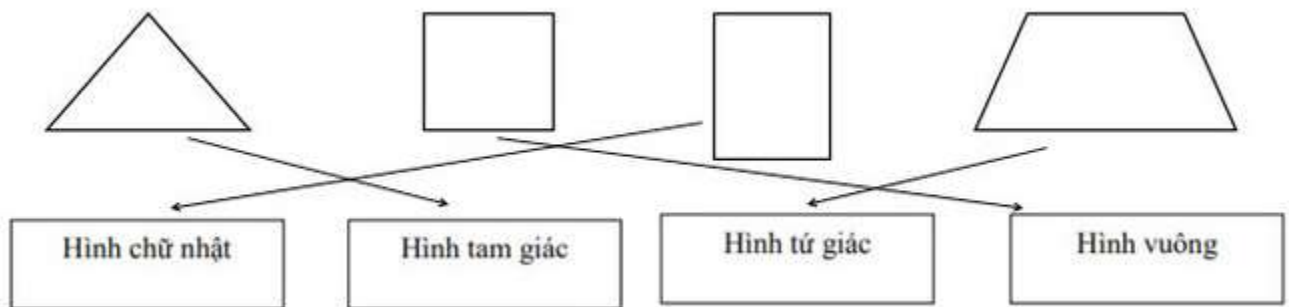 Hình chữ nhật
Hình tam giác
Hình tứ giác
Hình vuông